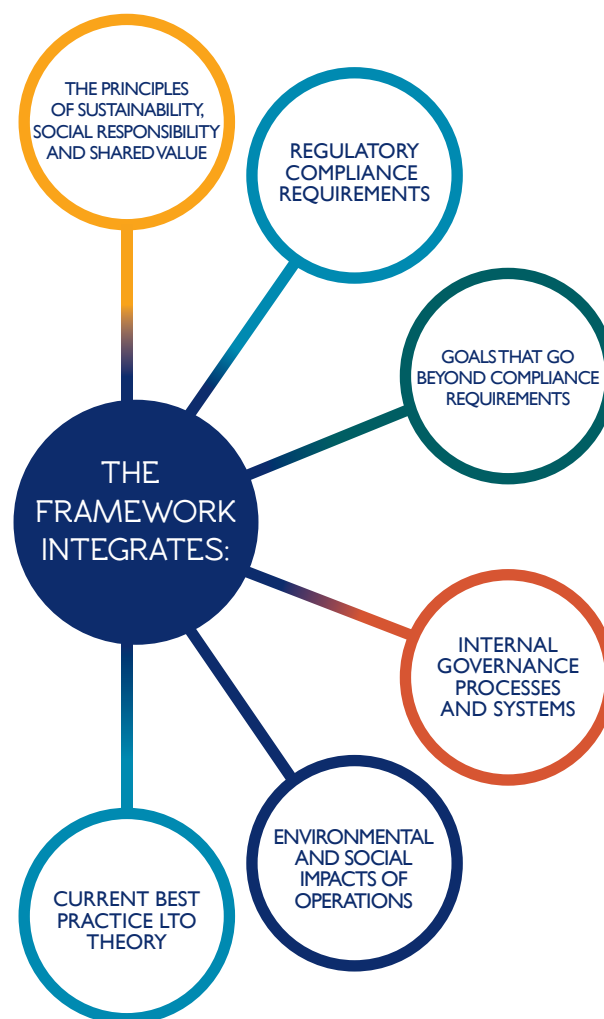 THE PRINCIPLES
OF SUSTAINABILITY,
SOCIAL RESPONSIBILITY
AND SHARED VALUE
REGULATORY
COMPLIANCE
REQUIREMENTS
GOALS THAT GO
BEYOND COMPLIANCE
REQUIREMENTS
THE
FRAMEWORK
INTEGRATES:
INTERNAL
GOVERNANCE
PROCESSES
AND SYSTEMS
ENVIRONMENTAL
AND SOCIAL
IMPACTS OF
OPERATIONS
CURRENT BEST
PRACTICE LTO
THEORY